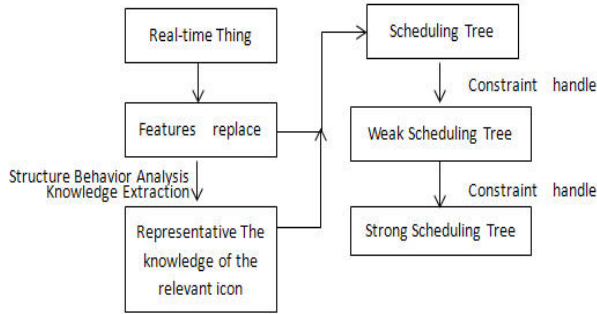 Real-time Thing
Features replace
Structure Behavior Analysis
Knowledge Extraction
Representative The
knowledge of the
relevant icon
Scheduling Tree
Constraint handle
Weak Scheduling Tree
Constraint handle
Strong Scheduling Tree